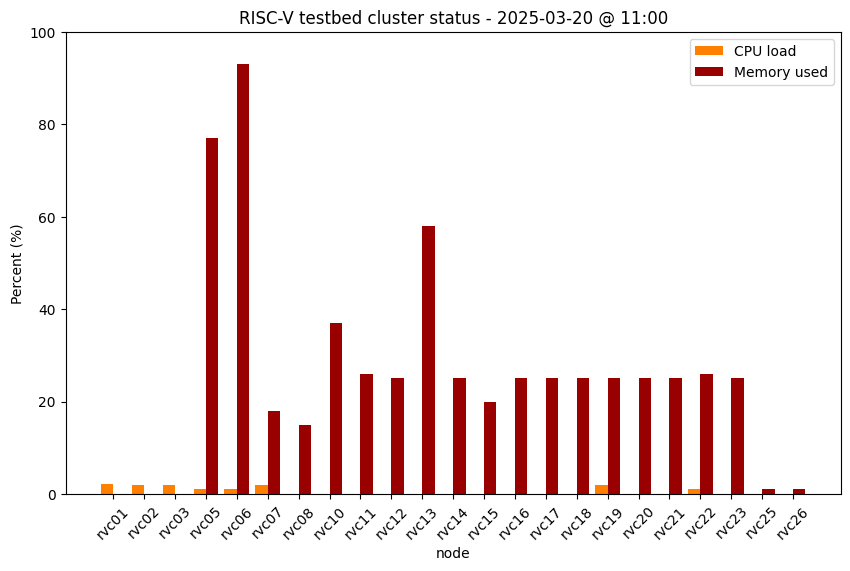 RISC-V testbed cluster status - 2025-03-20 @ 11:00
CPU load
Memory used
100
80
60
40
20
0
Percent (%)
rvc01 rvc02 rvc03 rvc05 rvc06 rvc07 rvc08 rvc10 rvc11 rvc12 rvc13 rvc14 rvc15 rvc16 rvc17 rvc18 rvc19 rvc20 rvc21 rvc22 rvc23 rvc25 rvc26
node